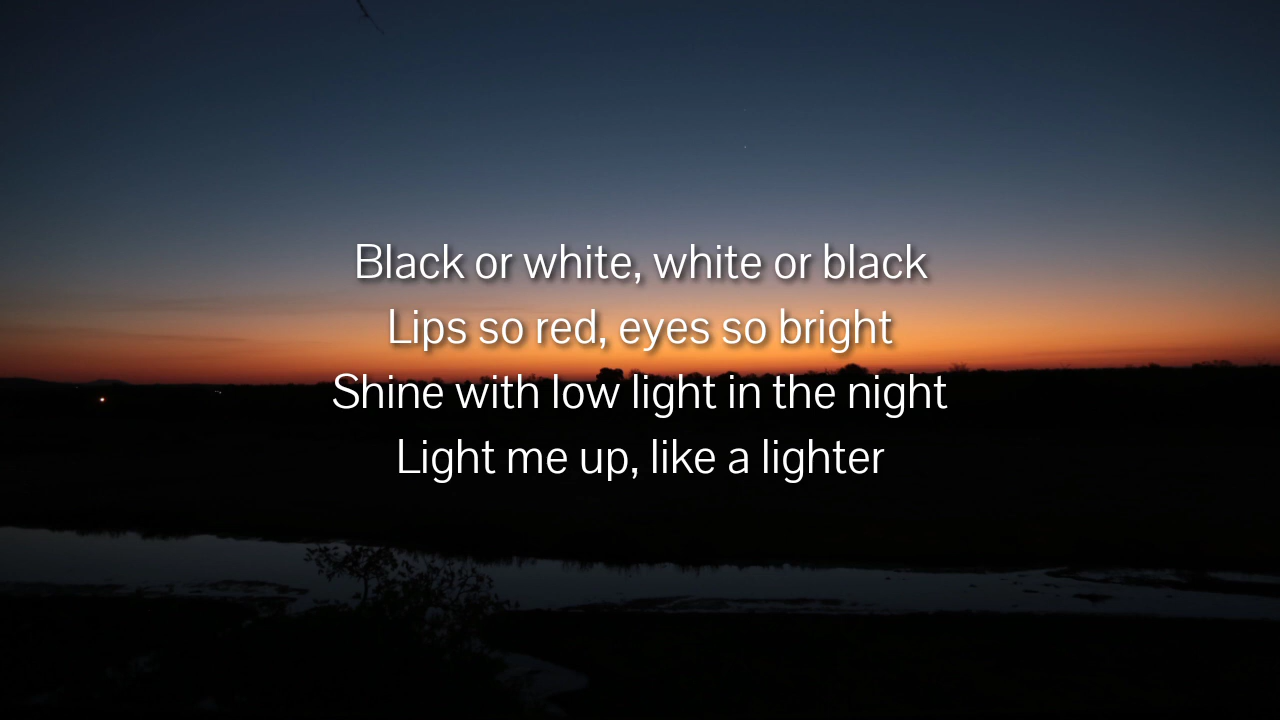 Black or white, white or black
Lips so red, eyes so bright
Shine with low light in the night
Light me up, like a lighter